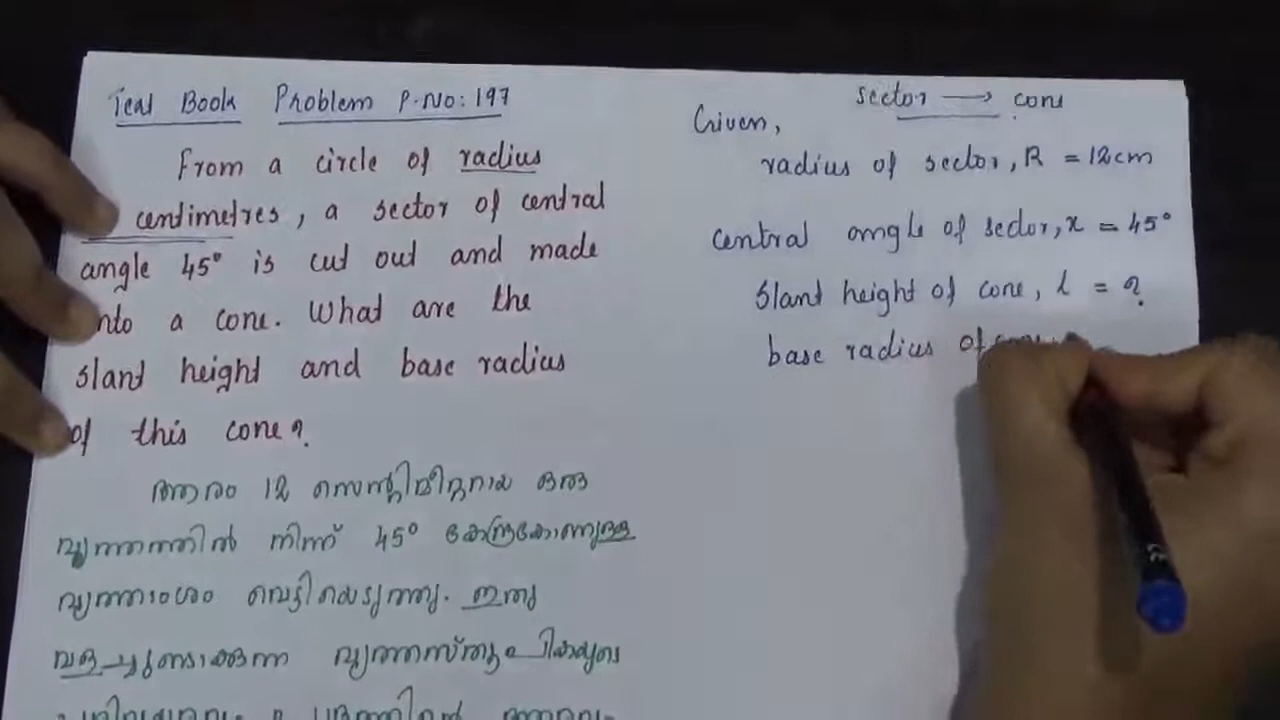 Text Book Problem P.No: 197
From a circle of radius
centimetres, a sector of central
angle 45° is cut out and made
into a cone. What are the
slant height and base radius
of this cone?
ആരം 12 സെന്റിമീറ്ററായ ഒരു
വൃത്തത്തിൽ നിന്ന് 45° കേന്ദ്രകോണുള്ള
വൃത്താംശം വെട്ടിയെടുത്തു. ഇതു
വളച്ചുണ്ടാക്കുന്ന വൃത്തസ്തൂപികയുടെ
sector → cone
Given,
radius of sector, R = 12cm
central angle of sector, x = 45°
slant height of cone, l = ?
base radius of